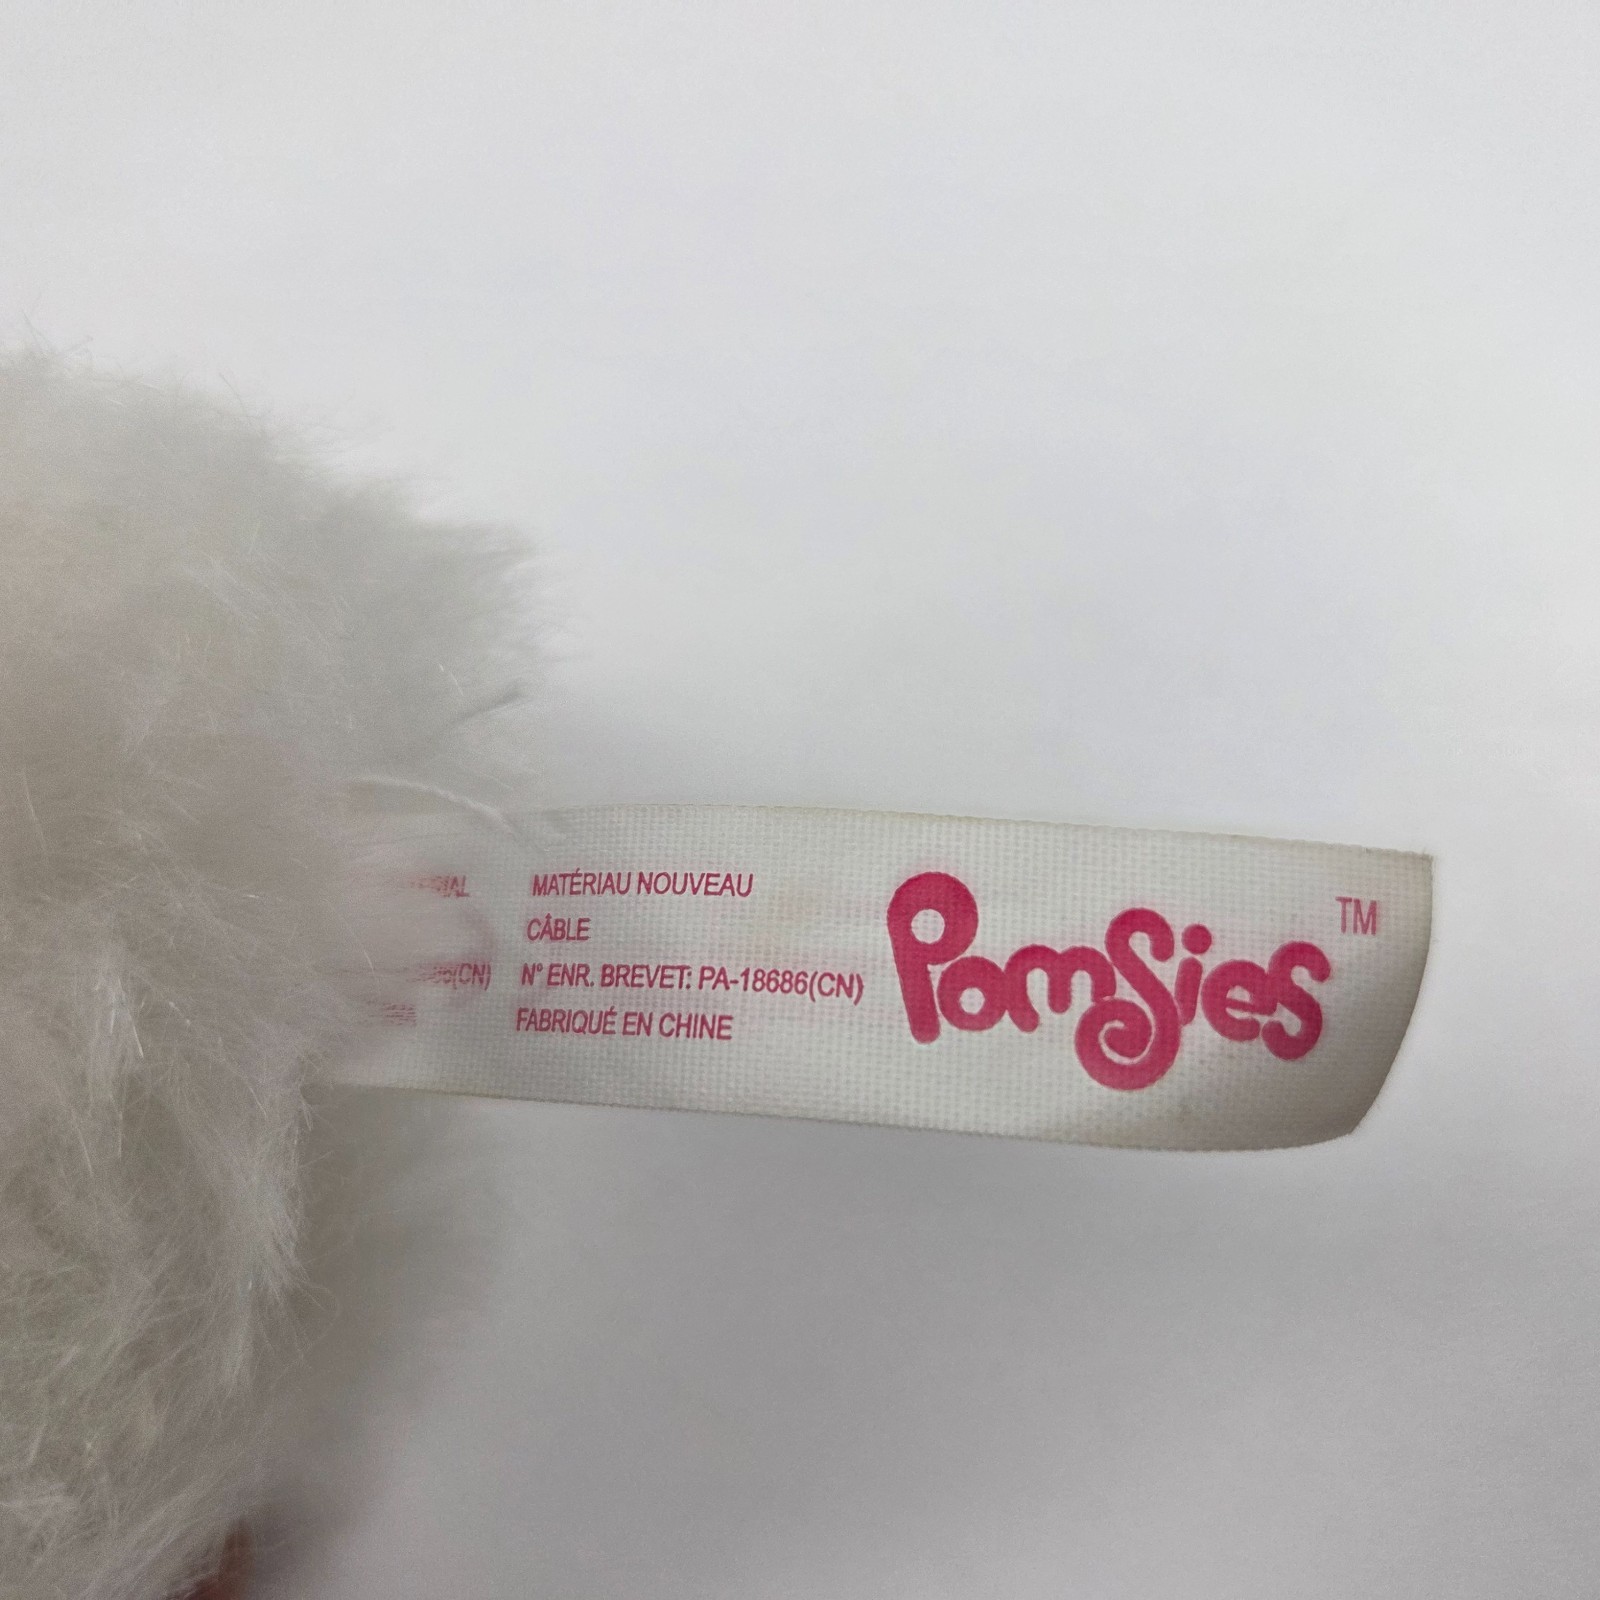 MATÉRIAU NOUVEAU
CÂBLE
N° ENR. BREVET: PA-18686(CN)
FABRIQUÉ EN CHINE
Pomsies TM